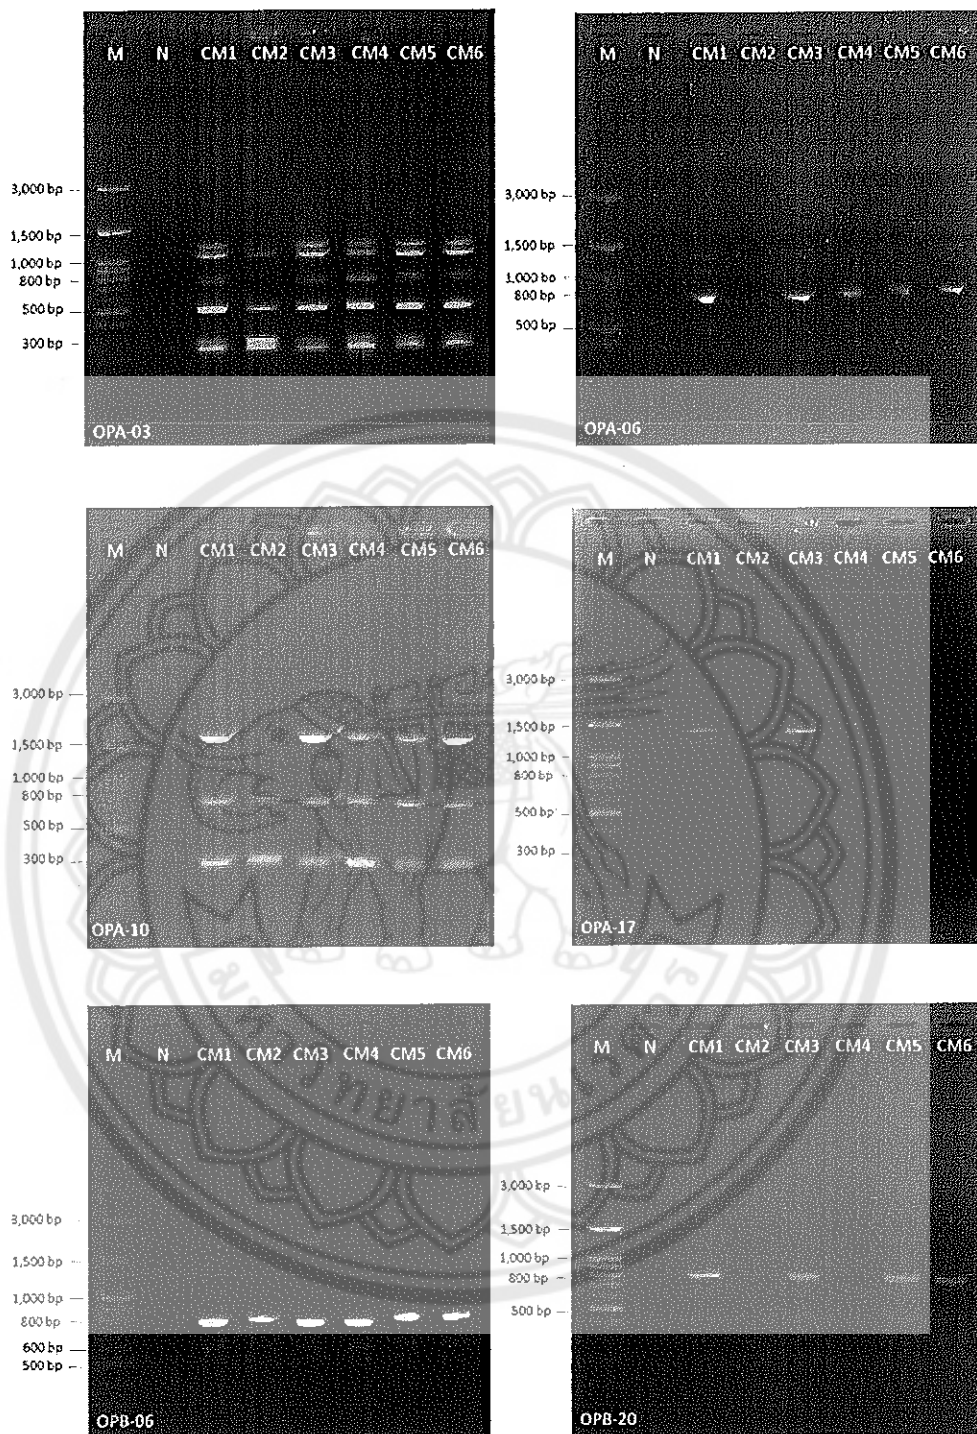 M N CM1 CM2 CM3 CM4 CM5 CM6
3,000 bp
1,500 bp
1,000 bp
800 bp
500 bp
300 bp
OPA-03
M N CM1 CM2 CM3 CM4 CM5 CM6
3,000 bp
1,500 bp
1,000 bp
800 bp
500 bp
OPA-06
M N CM1 CM2 CM3 CM4 CM5 CM6
3,000 bp
1,500 bp
1,000 bp
800 bp
500 bp
300 bp
OPA-10
M N CM1 CM2 CM3 CM4 CM5 CM6
3,000 bp
1,500 bp
1,000 bp
800 bp
500 bp
300 bp
OPA-17
M N CM1 CM2 CM3 CM4 CM5 CM6
3,000 bp
1,500 bp
1,000 bp
800 bp
600 bp
500 bp
OPB-06
M N CM1 CM2 CM3 CM4 CM5 CM6
3,000 bp
1,500 bp
1,000 bp
800 bp
500 bp
OPB-20